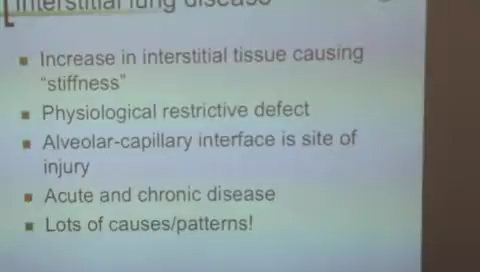 Interstitial lung disease
Increase in interstitial tissue causing
"stiffness"
Physiological restrictive defect
Alveolar-capillary interface is site of
injury
Acute and chronic disease
Lots of causes/patterns!